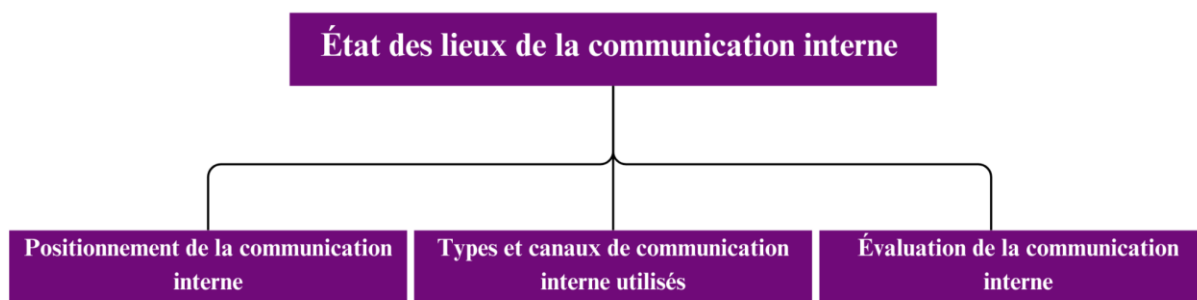 État des lieux de la communication interne
Positionnement de la communication
interne
Types et canaux de communication
interne utilisés
Évaluation de la communication
interne